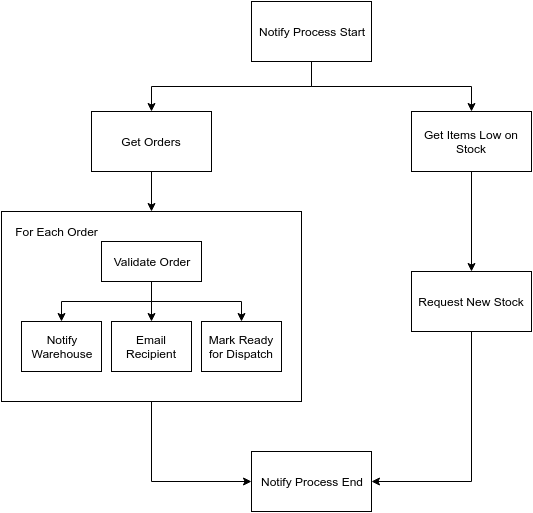 Notify Process Start
Get Orders
Get Items Low on
Stock
For Each Order
Validate Order
Notify
Warehouse
Email
Recipient
Mark Ready
for Dispatch
Request New Stock
Notify Process End